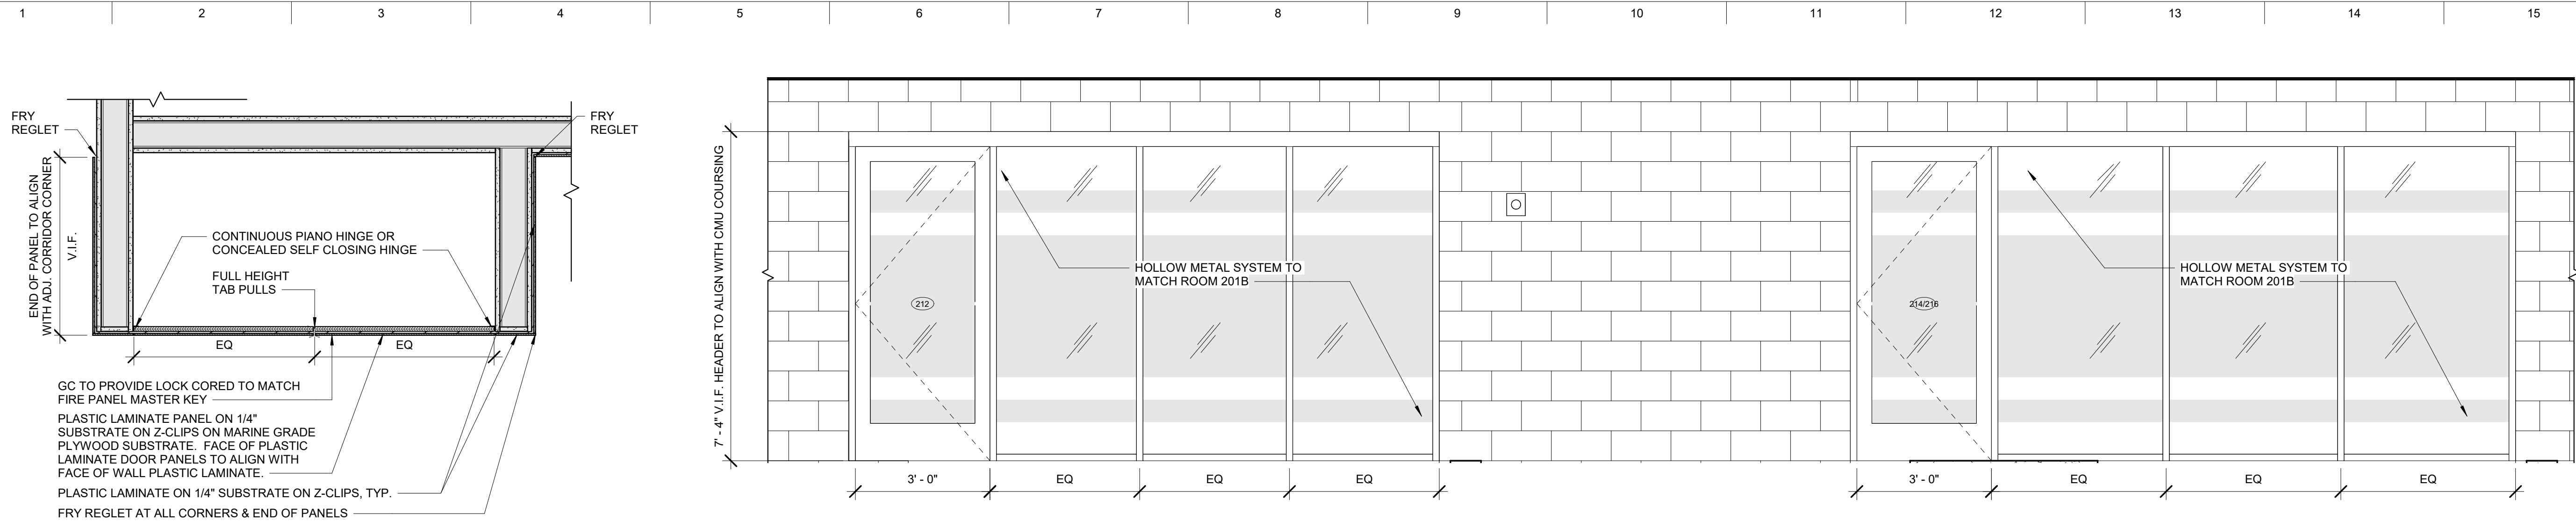 1 2 3 4 5 6 7 8 9 10 11 12 13 14 15
FRY
REGLET
FRY
REGLET
END OF PANEL TO ALIGN
WITH ADJ. CORRIDOR CORNER
V.I.F.
CONTINUOUS PIANO HINGE OR
CONCEALED SELF CLOSING HINGE
FULL HEIGHT
TAB PULLS
EQ EQ
GC TO PROVIDE LOCK CORED TO MATCH
FIRE PANEL MASTER KEY
PLASTIC LAMINATE PANEL ON 1/4"
SUBSTRATE ON Z-CLIPS ON MARINE GRADE
PLYWOOD SUBSTRATE. FACE OF PLASTIC
LAMINATE DOOR PANELS TO ALIGN WITH
FACE OF WALL PLASTIC LAMINATE.
PLASTIC LAMINATE ON 1/4" SUBSTRATE ON Z-CLIPS, TYP.
FRY REGLET AT ALL CORNERS & END OF PANELS
7' - 4" V.I.F. HEADER TO ALIGN WITH CMU COURSING
212
HOLLOW METAL SYSTEM TO
MATCH ROOM 201B
3' - 0" EQ EQ EQ
214/216
HOLLOW METAL SYSTEM TO
MATCH ROOM 201B
3' - 0" EQ EQ EQ